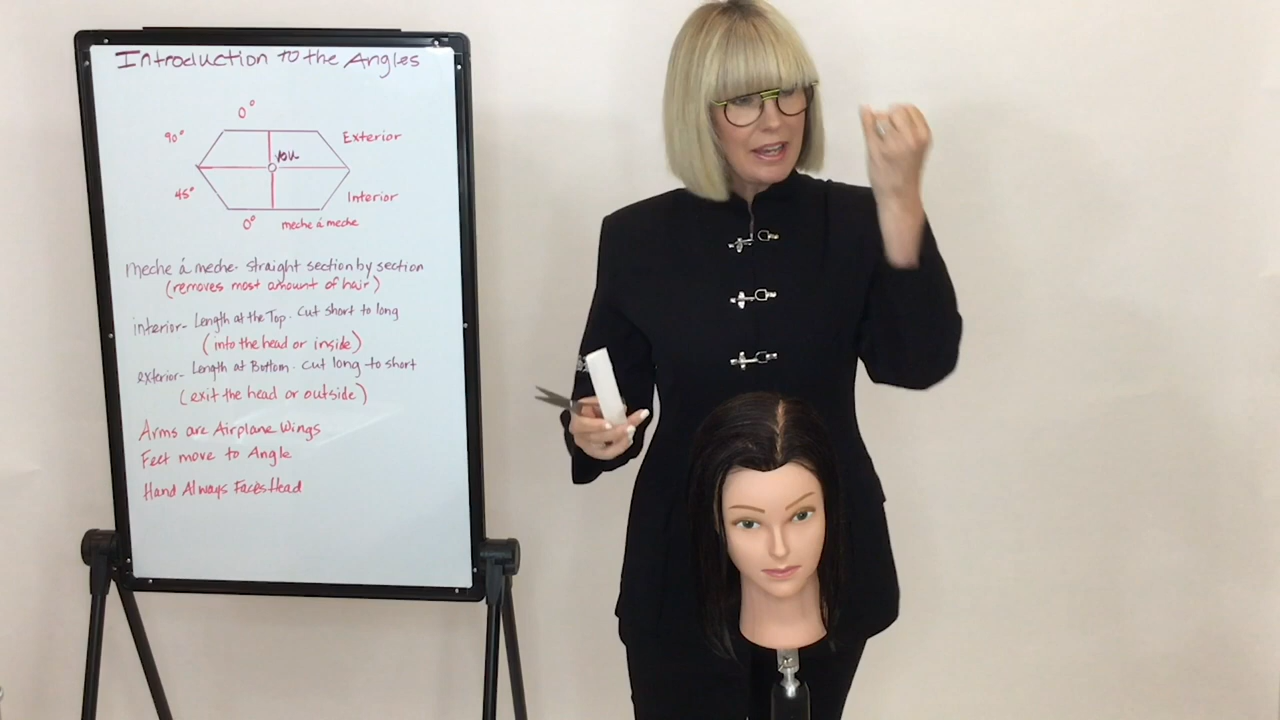 Introduction to the Angles
0°
90°
Exterior
you
45°
Interior
0°
meche á meche
meche á meche - straight section by section
(removes most amount of hair)
interior - Length at the Top. Cut short to long
(into the head or inside)
exterior - Length at Bottom. Cut long to short
(exit the head or outside)
Arms are Airplane Wings
Feet move to Angle
Hand Always Faces Head